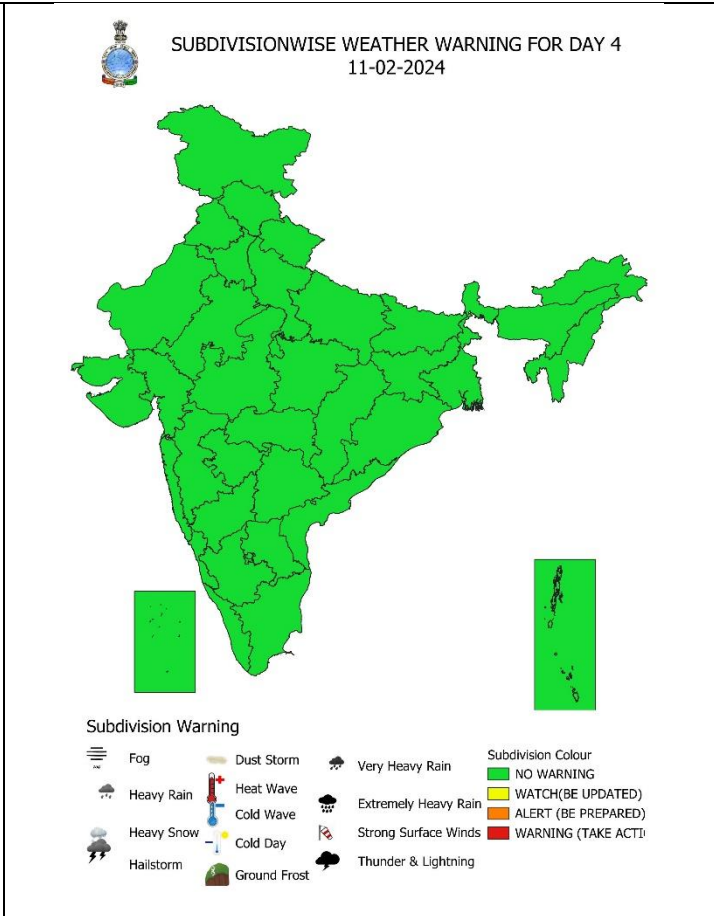 SUBDIVISIONWISE WEATHER WARNING FOR DAY 4
11-02-2024
Subdivision Warning
Fog
Heavy Rain
Heavy Snow
Hailstorm
Dust Storm
Heat Wave
Cold Wave
Cold Day
Ground Frost
Very Heavy Rain
Extremely Heavy Rain
Strong Surface Winds
Thunder & Lightning
Subdivision Colour
NO WARNING
WATCH(BE UPDATED)
ALERT (BE PREPARED)
WARNING (TAKE ACTI